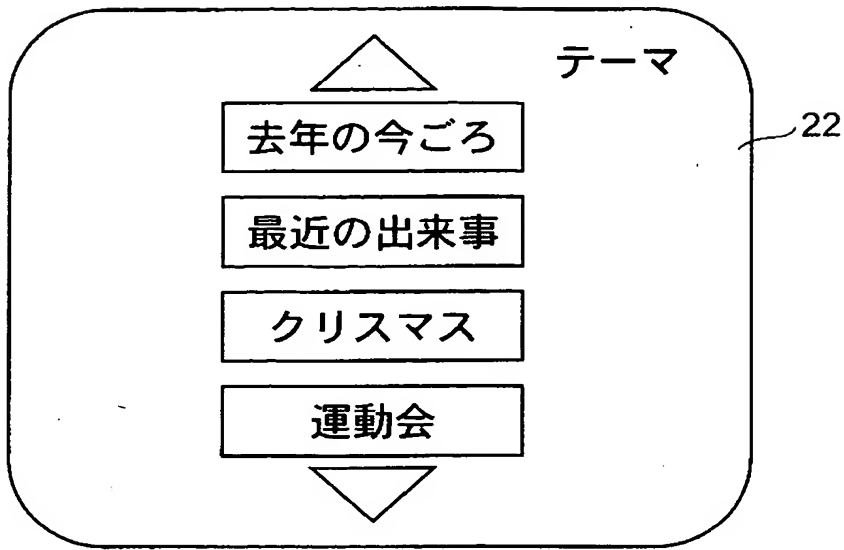 テーマ
去年の今ごろ
最近の出来事
クリスマス
運動会
22